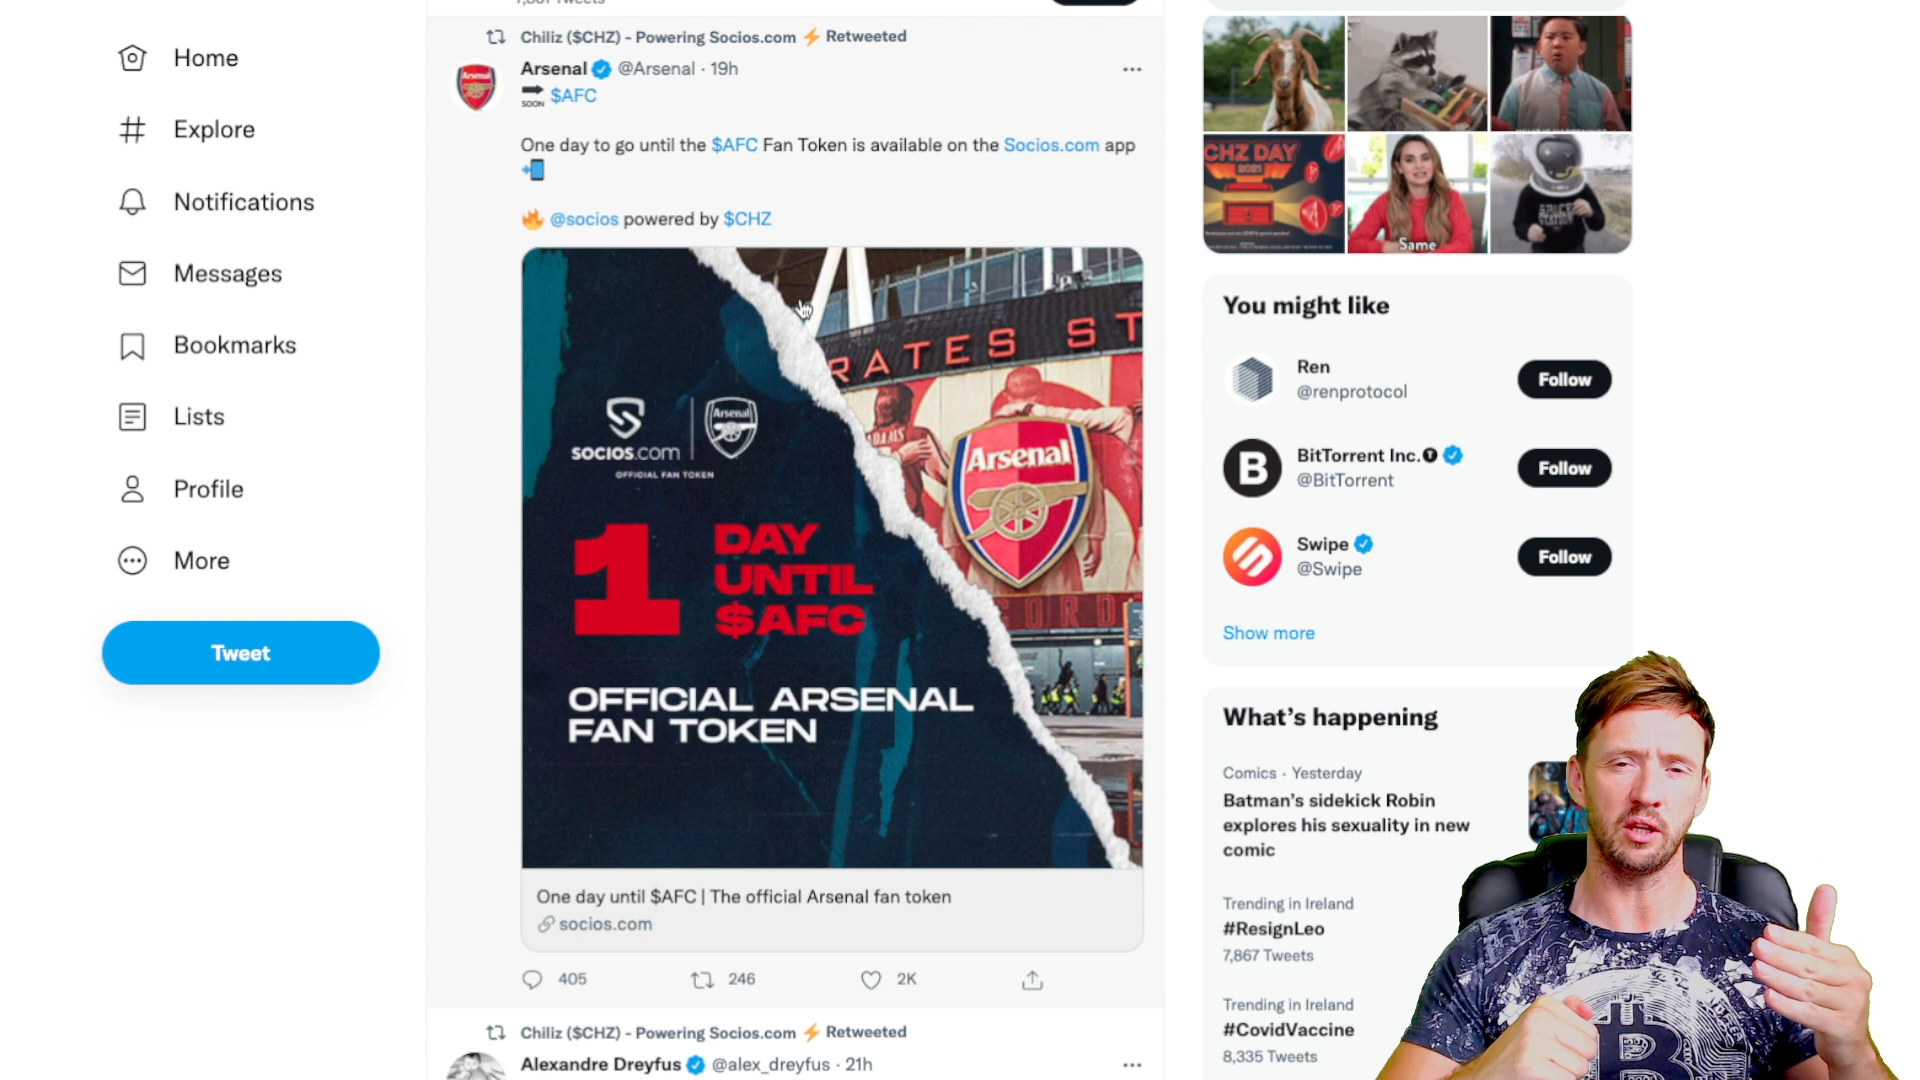 Home
Explore
Notifications
Messages
Bookmarks
Lists
Profile
More
Tweet
Chiliz ($CHZ) - Powering Socios.com ⚡ Retweeted
Arsenal @Arsenal · 19h
SOON $AFC
One day to go until the $AFC Fan Token is available on the Socios.com app
📲
🔥 @socios powered by $CHZ
RATES ST
ADAMS
Arsenal
SOCIOS.com
Arsenal
OFFICIAL FAN TOKEN
1 DAY
UNTIL
$AFC
OFFICIAL ARSENAL
FAN TOKEN
One day until $AFC | The official Arsenal fan token
socios.com
405
246
2K
Chiliz ($CHZ) - Powering Socios.com ⚡ Retweeted
Alexandre Dreyfus @alex_dreyfus · 21h
CHZ DAY
2021
Same
SPACE
STATION
You might like
Ren
@renprotocol
Follow
BitTorrent Inc.
@BitTorrent
Follow
Swipe
@Swipe
Follow
Show more
What's happening
Comics · Yesterday
Batman's sidekick Robin
explores his sexuality in new
comic
Trending in Ireland
#ResignLeo
7,867 Tweets
Trending in Ireland
#CovidVaccine
8,335 Tweets